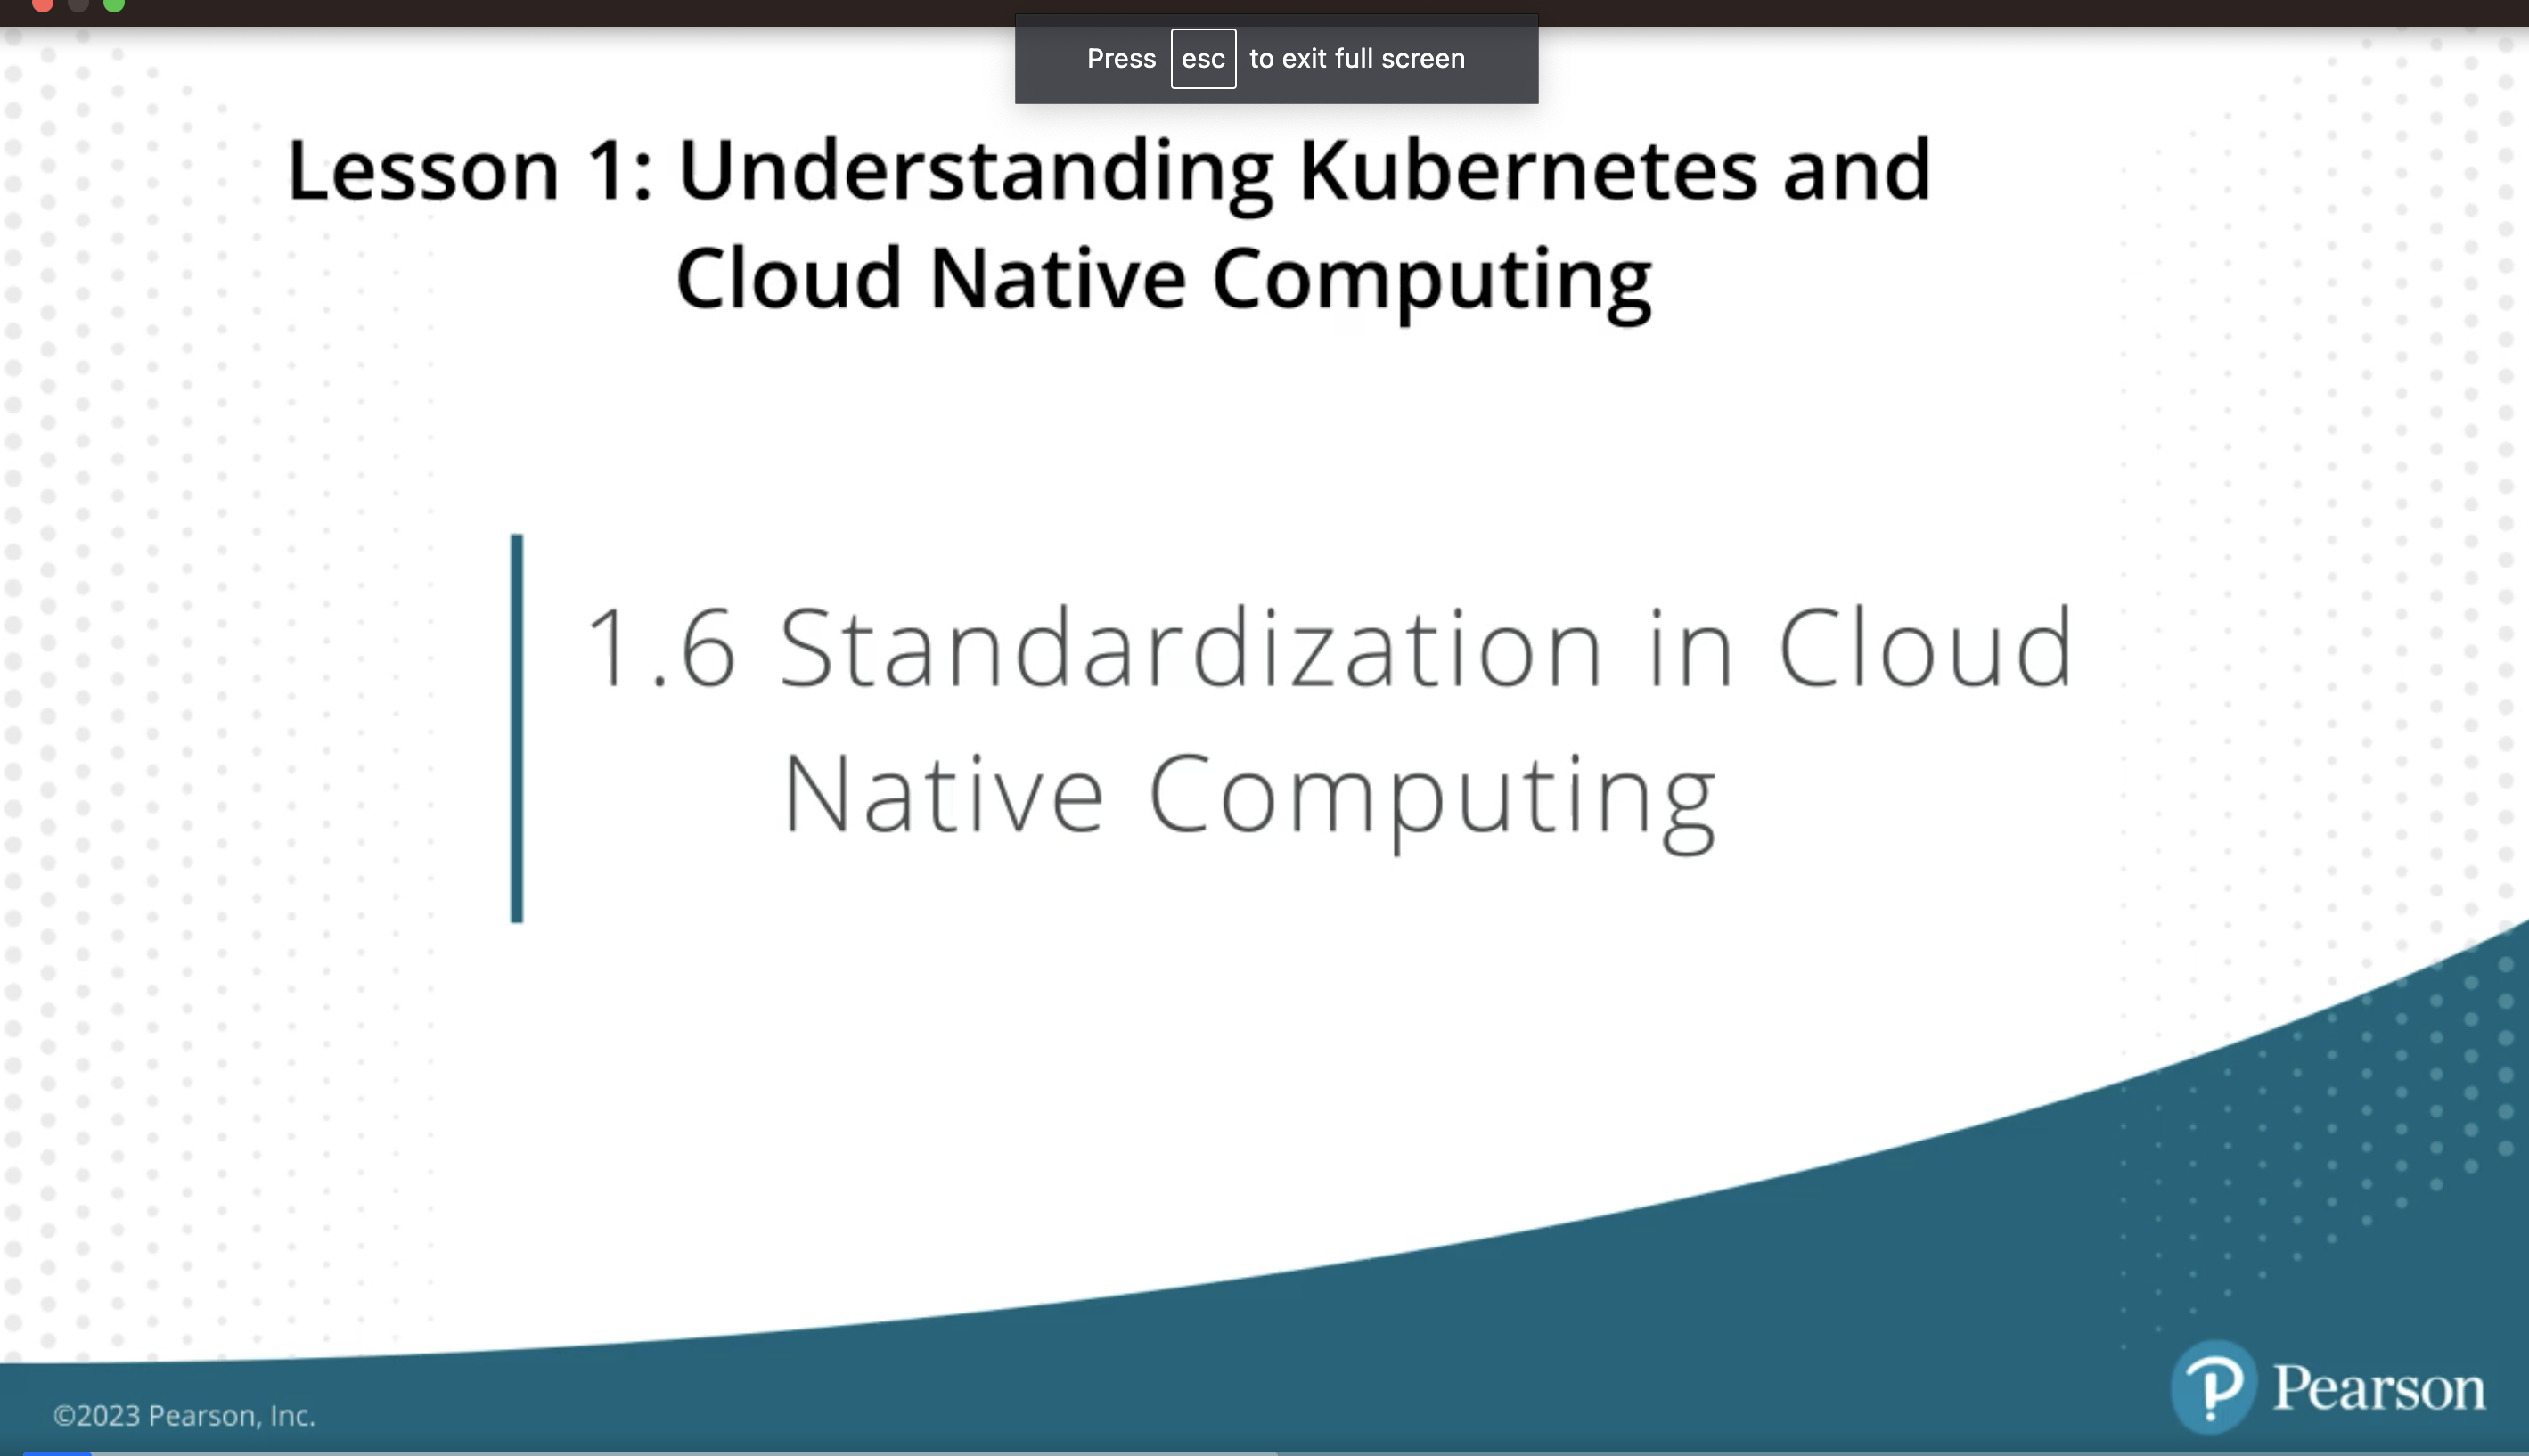 Press esc to exit full screen
Lesson 1: Understanding Kubernetes and
Cloud Native Computing
1.6 Standardization in Cloud
Native Computing
©2023 Pearson, Inc.
Pearson